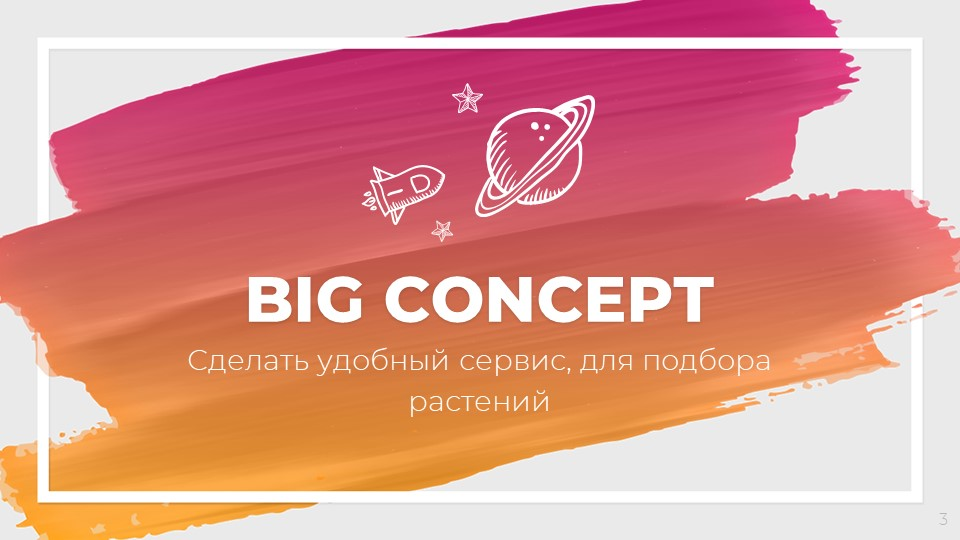 BIG CONCEPT
Сделать удобный сервис, для подбора
растений
3